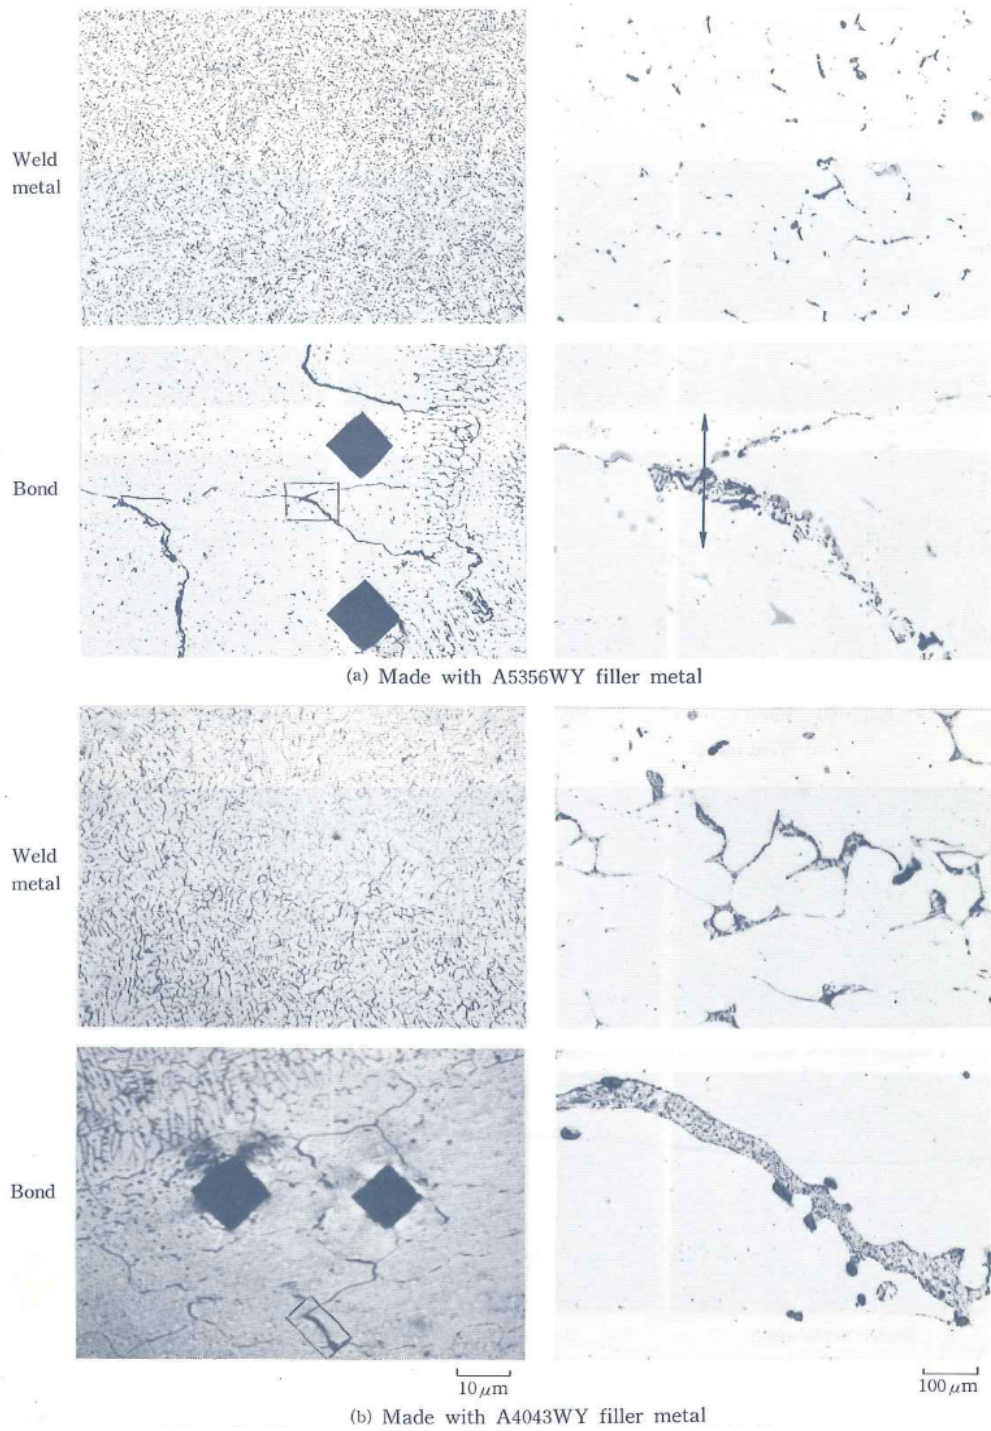 Weld
metal
Bond
(a) Made with A5356WY filler metal
Weld
metal
Bond
10 μm
100 μm
(b) Made with A4043WY filler metal